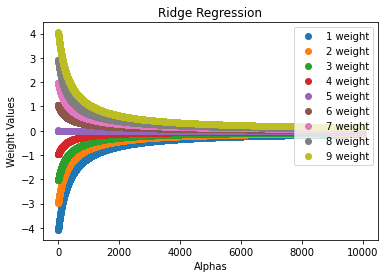 Ridge Regression
Weight Values
4
3
2
1
0
−1
−2
−3
−4
1 weight
2 weight
3 weight
4 weight
5 weight
6 weight
7 weight
8 weight
9 weight
0 2000 4000 6000 8000 10000
Alphas